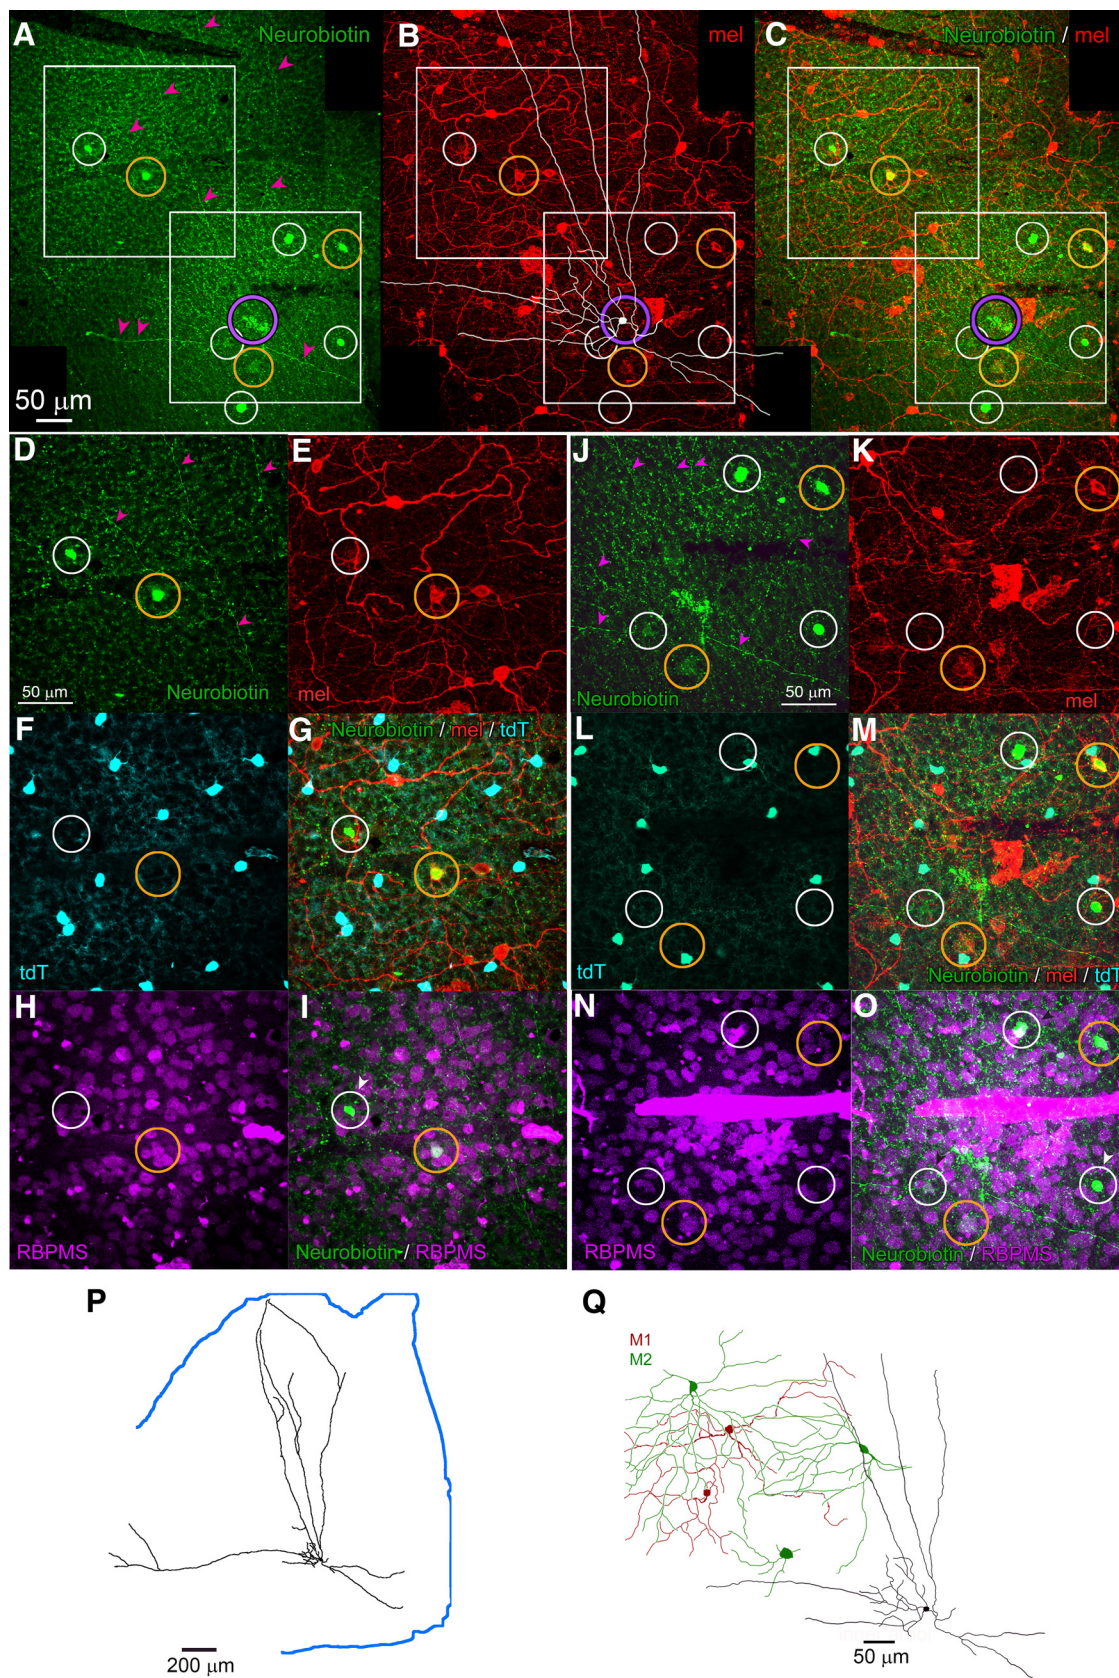 A
Neurobiotin
50 μm
B
mel
C
Neurobiotin / mel
D
50 μm
Neurobiotin
E
mel
J
Neurobiotin
50 μm
K
mel
F
tdT
G
Neurobiotin / mel / tdT
L
tdT
M
Neurobiotin / mel / tdT
H
RBPMS
I
Neurobiotin / RBPMS
N
RBPMS
O
Neurobiotin / RBPMS
P
200 μm
Q
M1
M2
50 μm